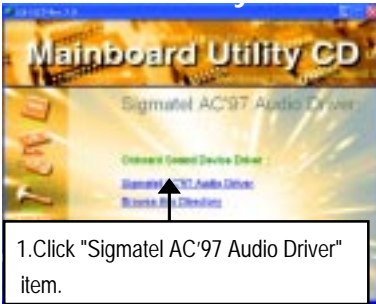 Mainboard Utility CD
Sigmatel AC'97 Audio Driver
Onboard Sound Device Driver :
Sigmatel AC'97 Audio Driver
Browse this Directory
1.Click "Sigmatel AC'97 Audio Driver"
item.